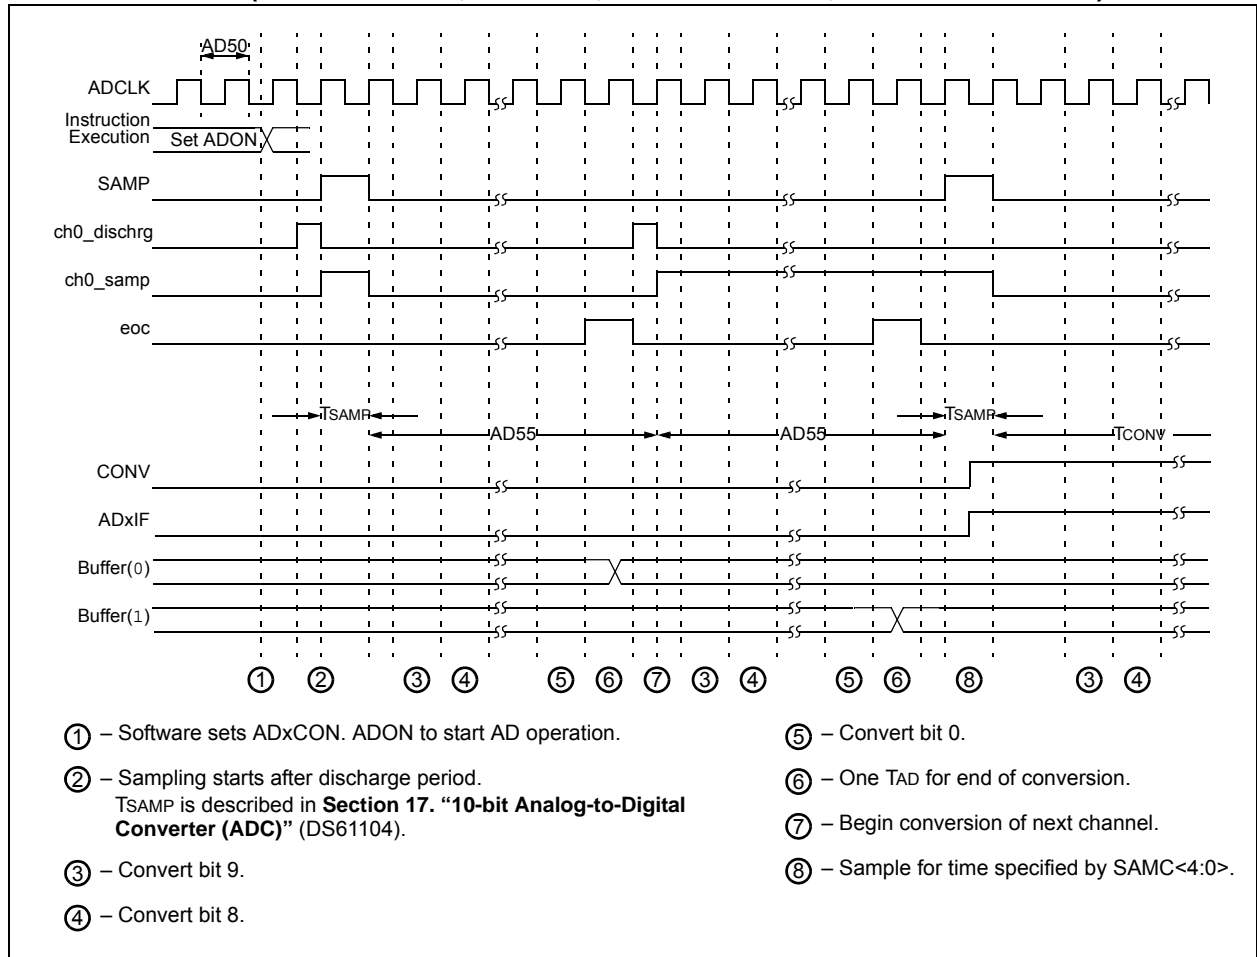 AD50
ADCLK
Instruction
Execution
Set ADON
SAMP
ch0_dischrg
ch0_samp
eoc
TSAMP TSAMP
AD55 AD55 TCONV
CONV
ADxIF
Buffer(0)
Buffer(1)
1 2 3 4 5 6 7 3 4 5 6 8 3 4
1 – Software sets ADxCON. ADON to start AD operation.
2 – Sampling starts after discharge period.
TSAMP is described in Section 17. “10-bit Analog-to-Digital
Converter (ADC)” (DS61104).
3 – Convert bit 9.
4 – Convert bit 8.
5 – Convert bit 0.
6 – One TAD for end of conversion.
7 – Begin conversion of next channel.
8 – Sample for time specified by SAMC<4:0>.